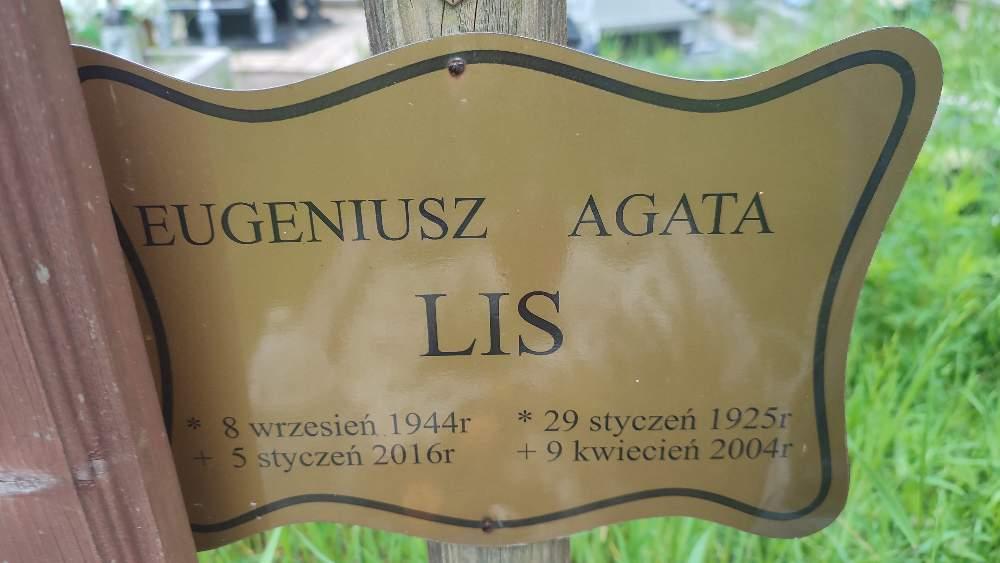 EUGENIUSZ AGATA
LIS
* 8 wrzesień 1944r * 29 styczeń 1925r
+ 5 styczeń 2016r + 9 kwiecień 2004r